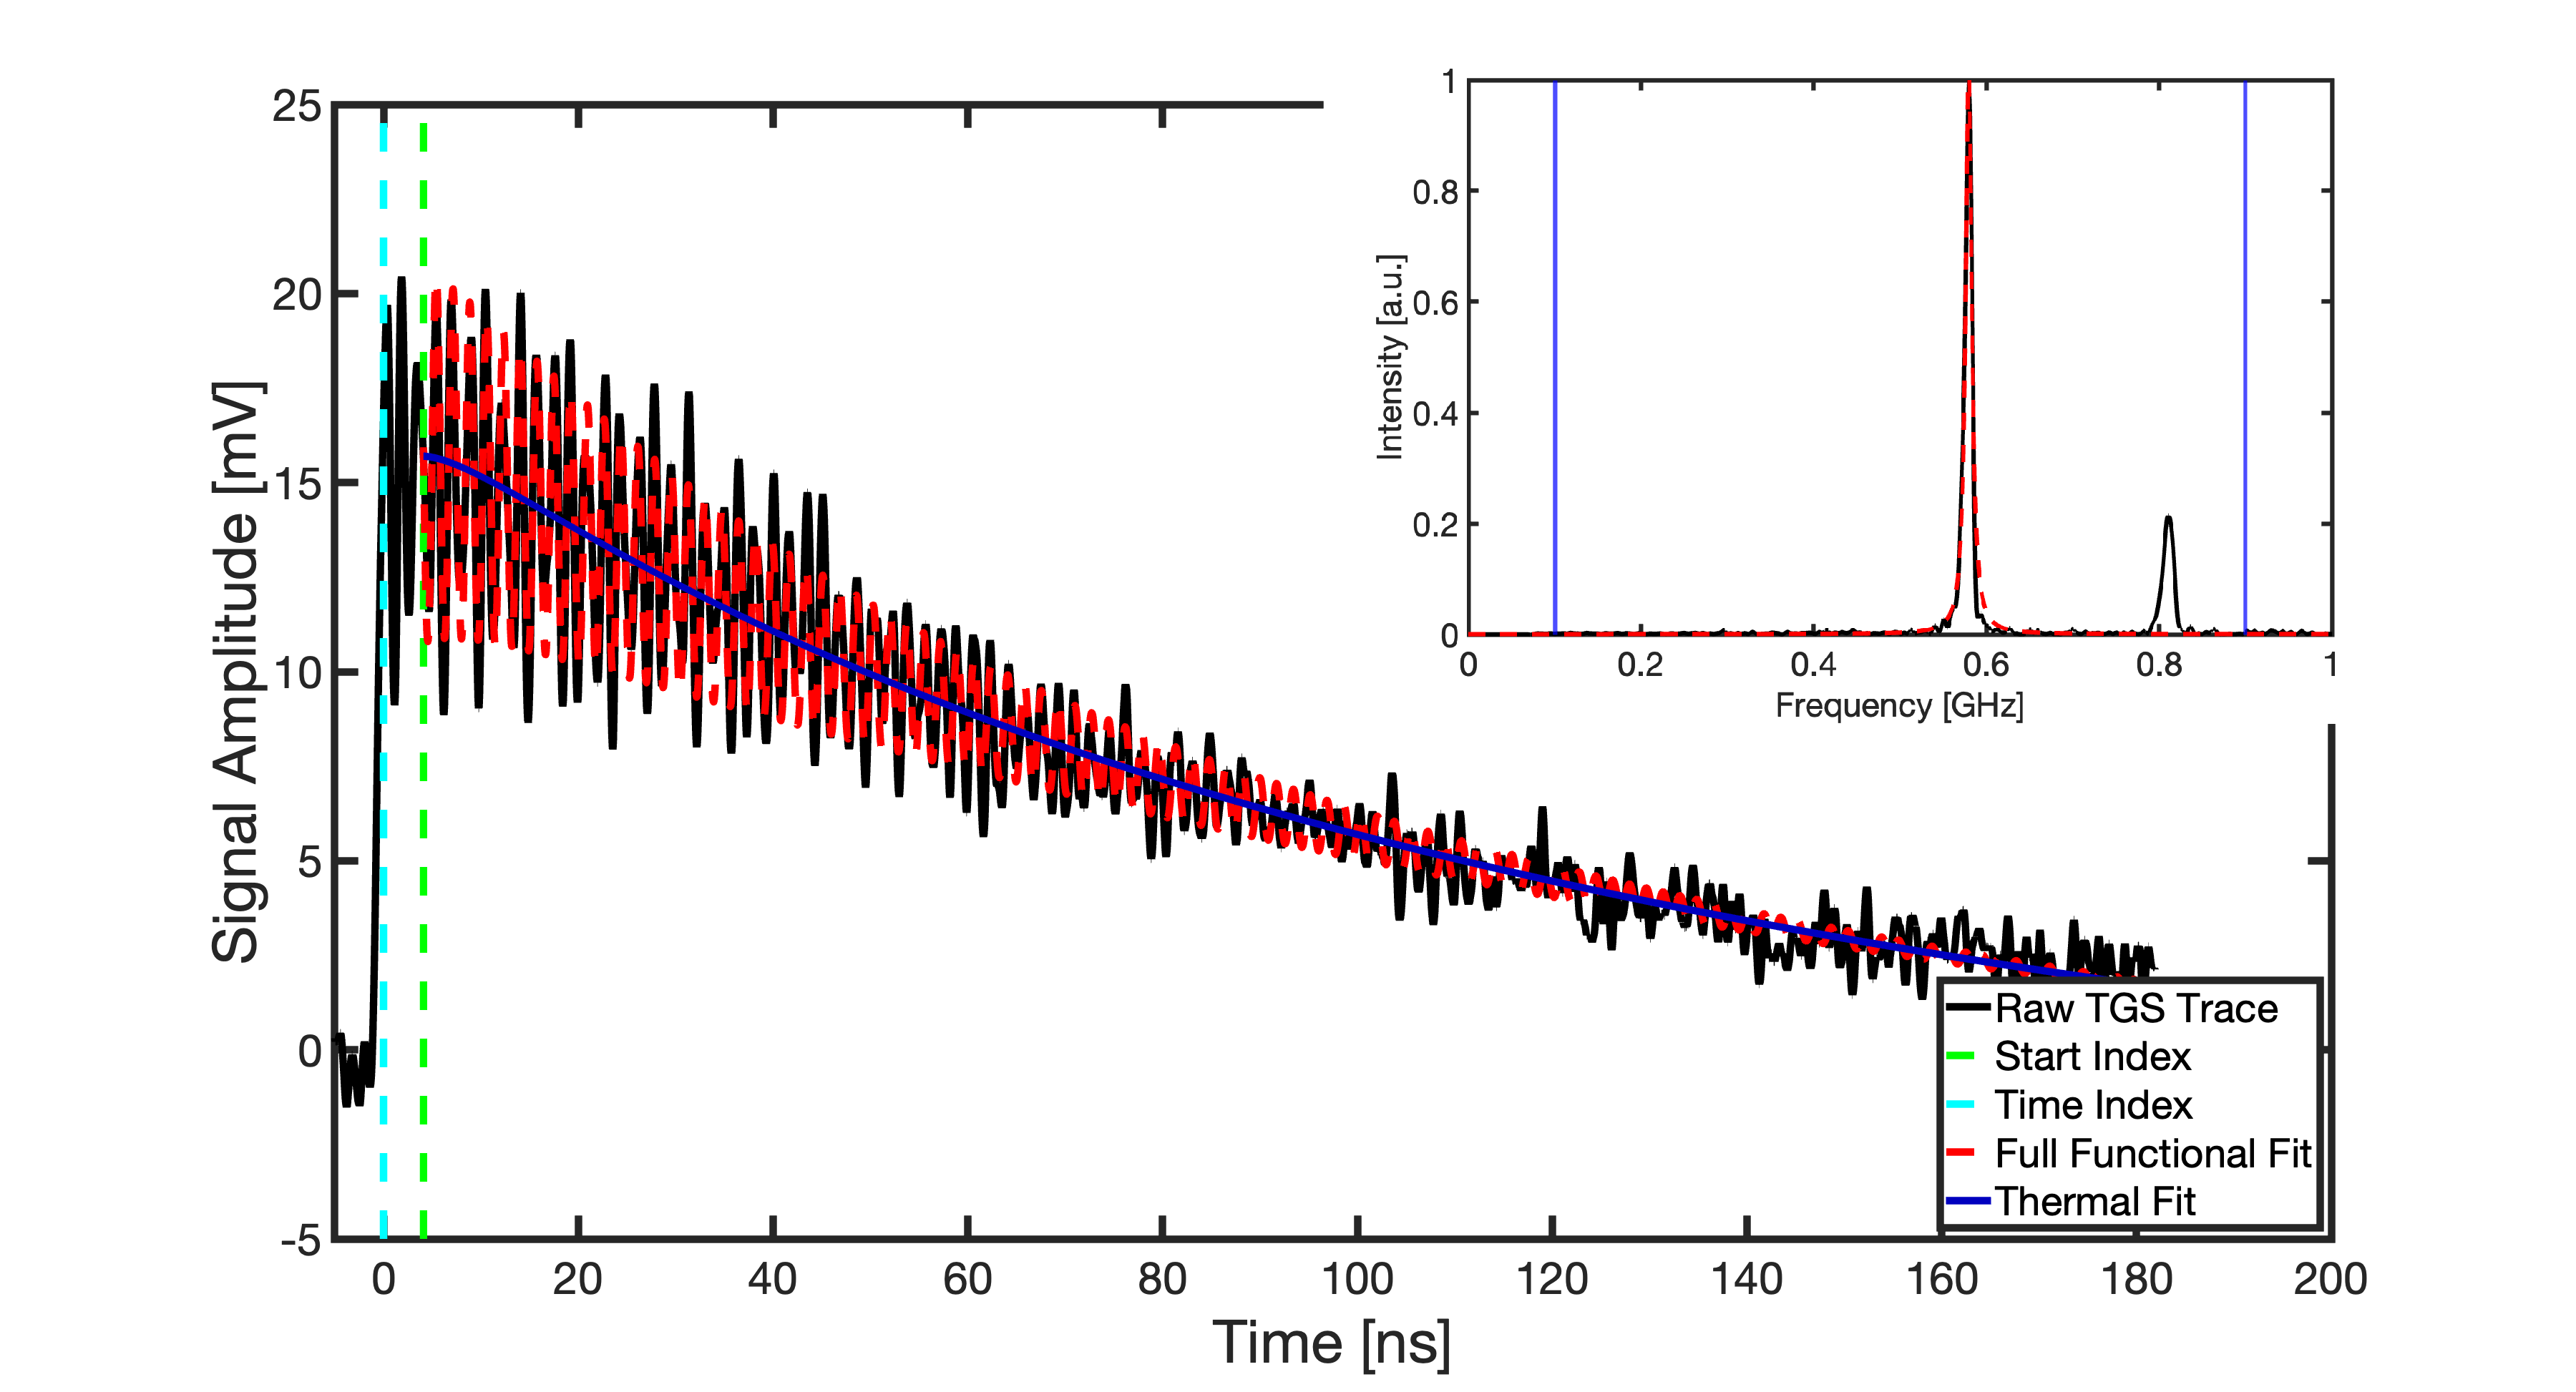 Signal Amplitude [mV]
25
20
15
10
5
0
-5
0 20 40 60 80 100 120 140 160 180 200
Time [ns]
Intensity [a.u.]
1
0.8
0.6
0.4
0.2
0
0 0.2 0.4 0.6 0.8 1
Frequency [GHz]
Raw TGS Trace
Start Index
Time Index
Full Functional Fit
Thermal Fit